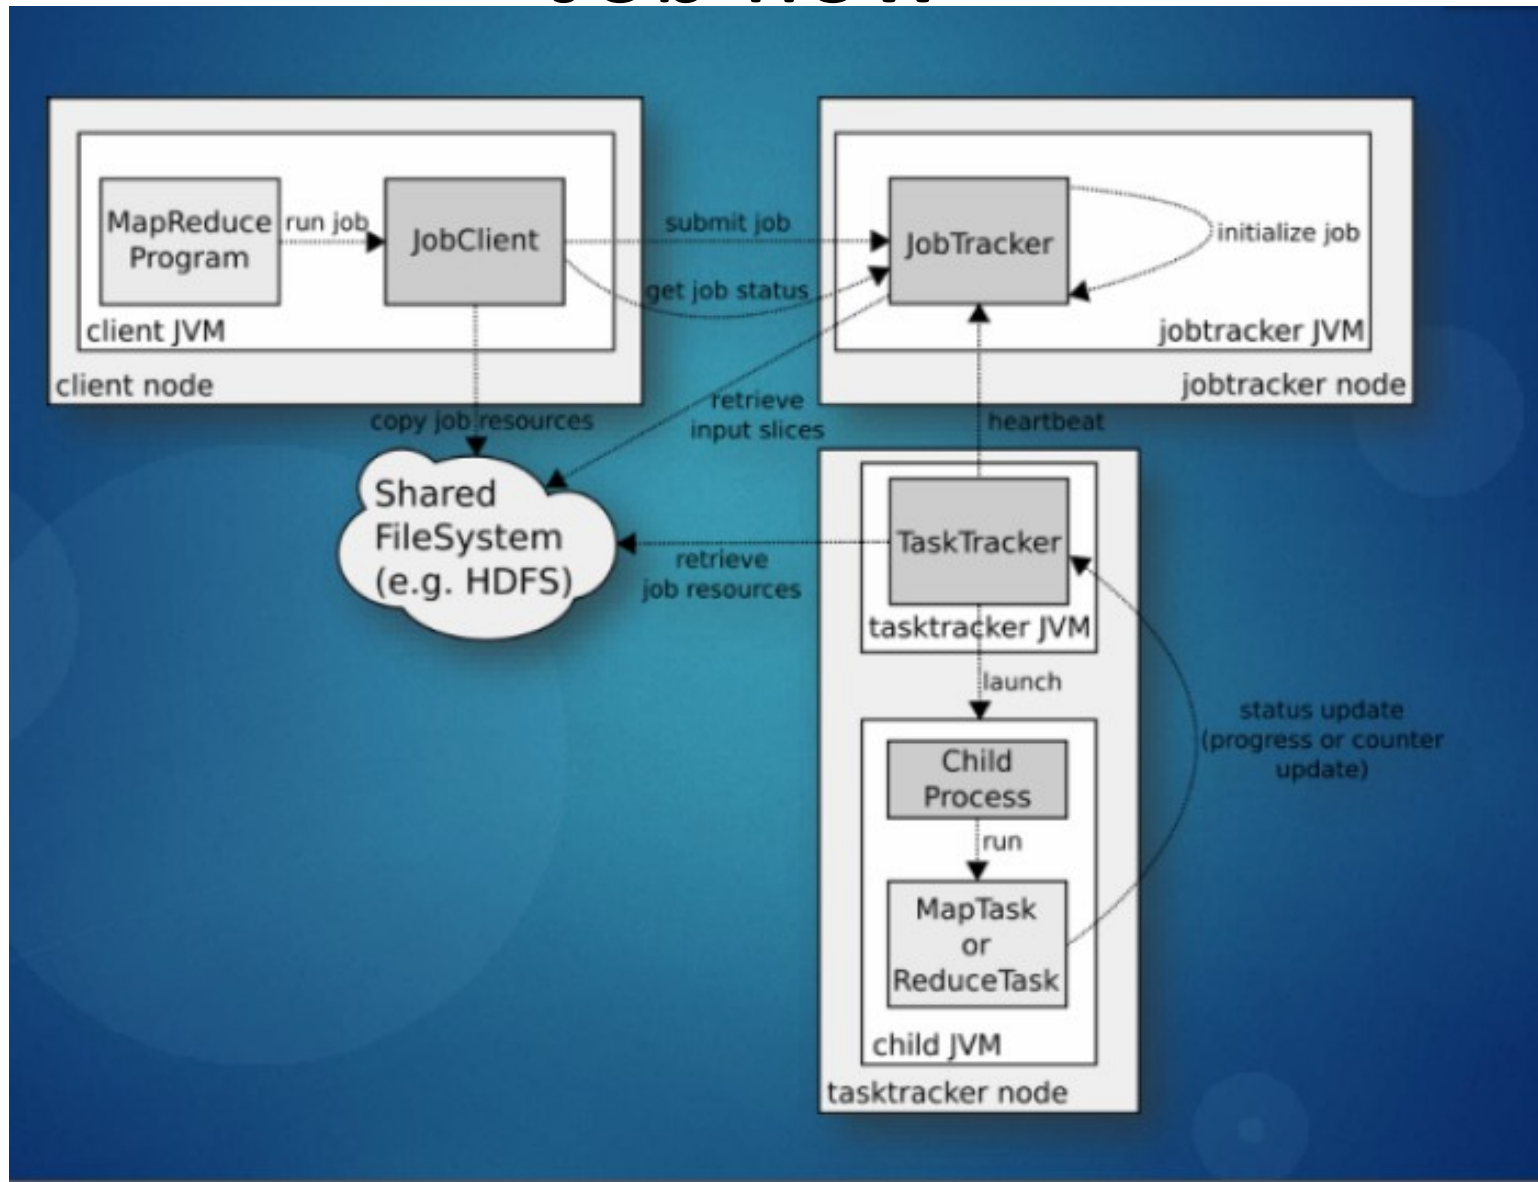 MapReduce
Program
run job
JobClient
client JVM
client node
submit job
get job status
JobTracker
initialize job
jobtracker JVM
jobtracker node
copy job resources
retrieve
input slices
heartbeat
Shared
FileSystem
(e.g. HDFS)
retrieve
job resources
TaskTracker
tasktracker JVM
launch
Child
Process
run
MapTask
or
ReduceTask
child JVM
tasktracker node
status update
(progress or counter
update)